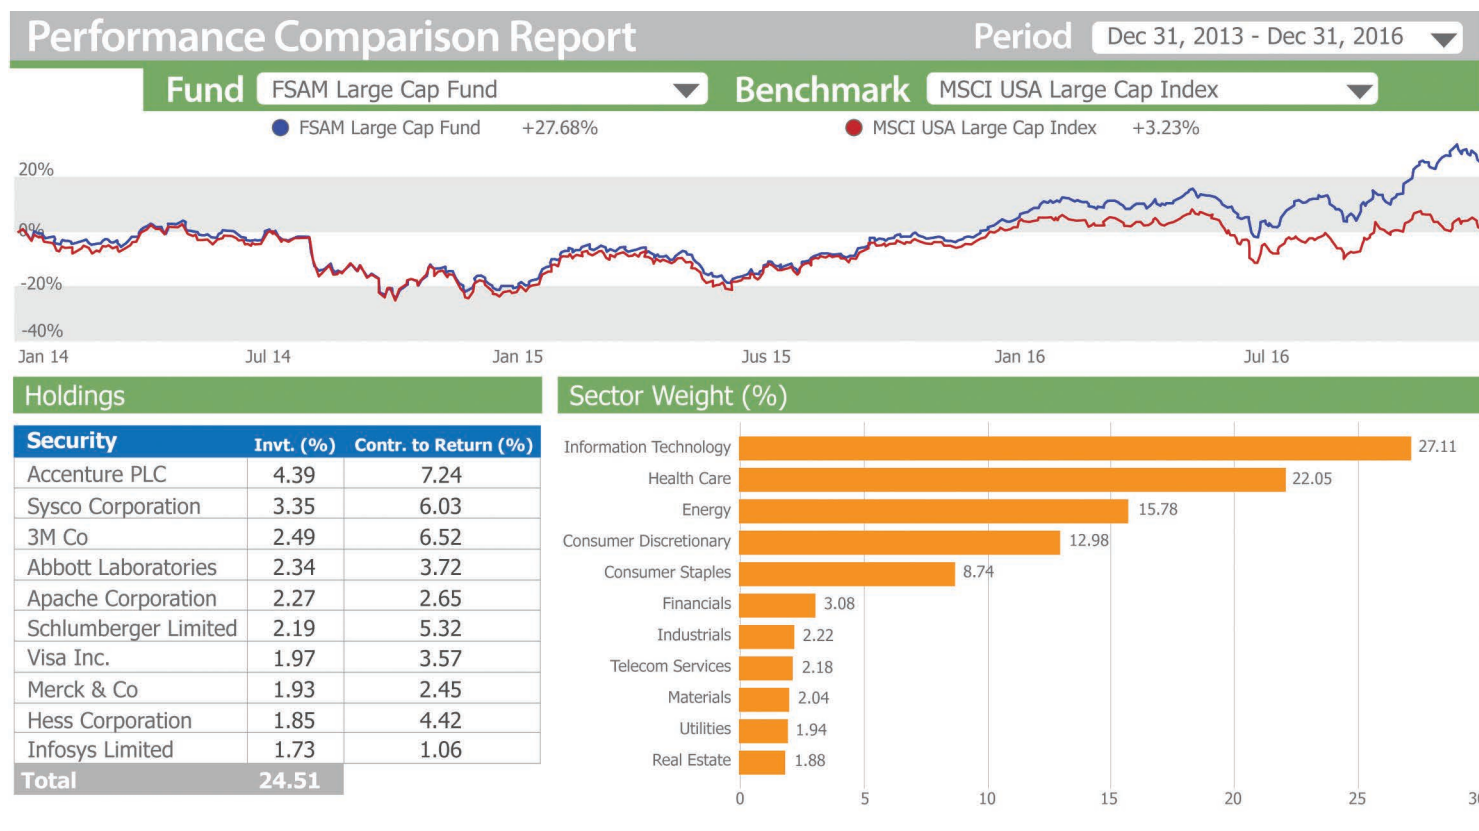 Performance Comparison Report
Period Dec 31, 2013 - Dec 31, 2016
Fund FSAM Large Cap Fund Benchmark MSCI USA Large Cap Index
FSAM Large Cap Fund +27.68% MSCI USA Large Cap Index +3.23%
20%
0%
-20%
-40%
Jan 14 Jul 14 Jan 15 Jus 15 Jan 16 Jul 16
Holdings
Security Invt. (%) Contr. to Return (%)
Accenture PLC 4.39 7.24
Sysco Corporation 3.35 6.03
3M Co 2.49 6.52
Abbott Laboratories 2.34 3.72
Apache Corporation 2.27 2.65
Schlumberger Limited 2.19 5.32
Visa Inc. 1.97 3.57
Merck & Co 1.93 2.45
Hess Corporation 1.85 4.42
Infosys Limited 1.73 1.06
Total 24.51
Sector Weight (%)
Information Technology 27.11
Health Care 22.05
Energy 15.78
Consumer Discretionary 12.98
Consumer Staples 8.74
Financials 3.08
Industrials 2.22
Telecom Services 2.18
Materials 2.04
Utilities 1.94
Real Estate 1.88
0 5 10 15 20 25